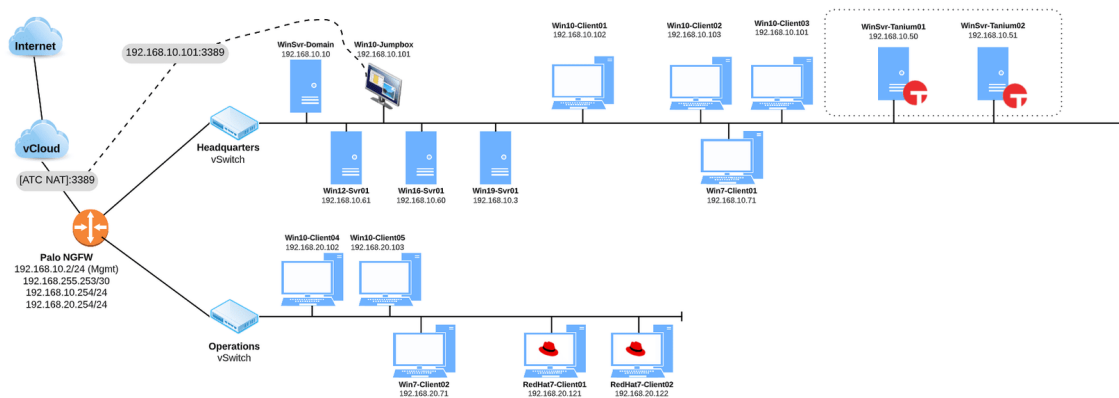 Internet
192.168.10.101:3389
vCloud
[ATC NAT]:3389
WinSvr-Domain
192.168.10.10
Win10-Jumpbox
192.168.10.101
Win10-Client01
192.168.10.102
Win10-Client02
192.168.10.103
Win10-Client03
192.168.10.101
WinSvr-Tanium01
192.168.10.50
WinSvr-Tanium02
192.168.10.51
Headquarters
vSwitch
Win12-Svr01
192.168.10.61
Win16-Svr01
192.168.10.60
Win19-Svr01
192.168.10.3
Win7-Client01
192.168.10.71
Palo NGFW
192.168.10.2/24 (Mgmt)
192.168.255.253/30
192.168.10.254/24
192.168.20.254/24
Win10-Client04
192.168.20.102
Win10-Client05
192.168.20.103
Operations
vSwitch
Win7-Client02
192.168.20.71
RedHat7-Client01
192.168.20.121
RedHat7-Client02
192.168.20.122